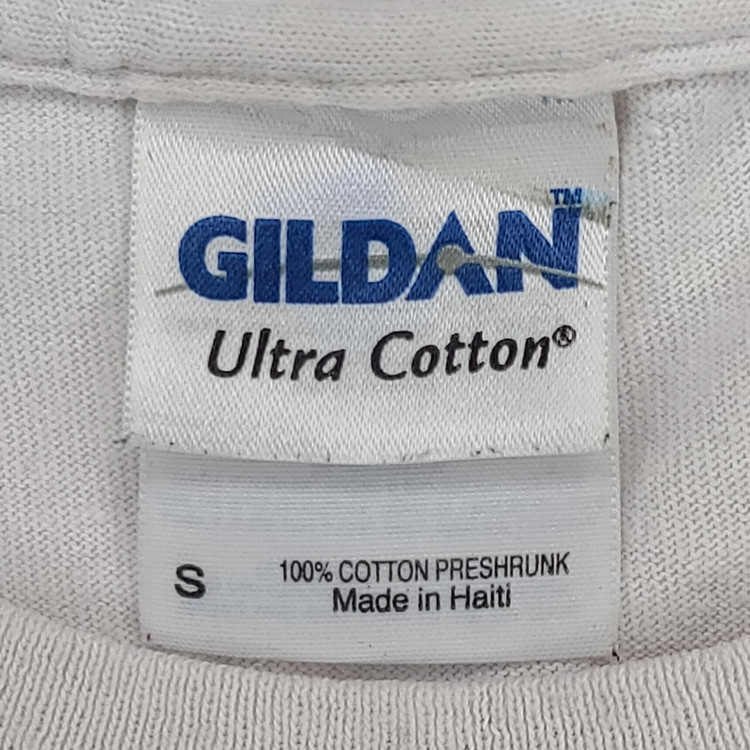 GILDAN™
Ultra Cotton®
S
100% COTTON PRESHRUNK
Made in Haiti